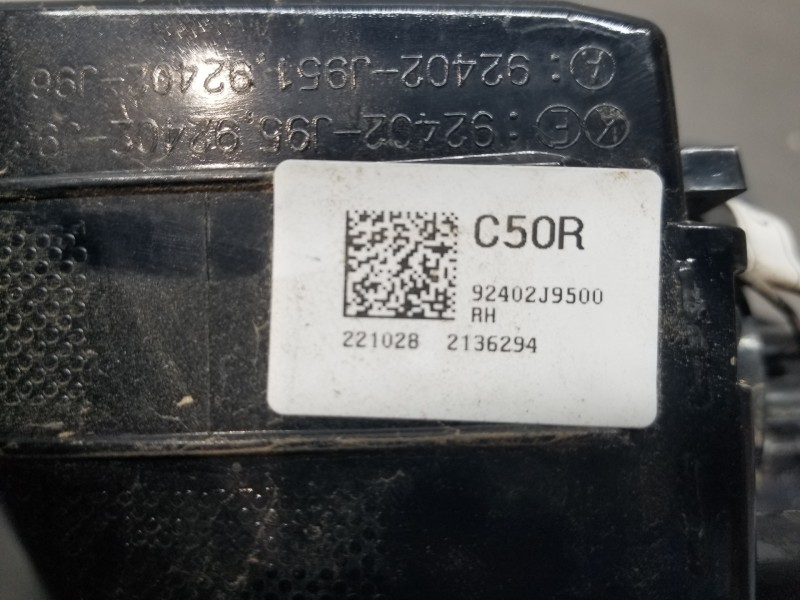 Ⓐ : 92402-J951, 92402-J96
Ⓚ Ⓔ : 92402-J95, 92402-J9
C50R
92402J9500
RH
221028 2136294